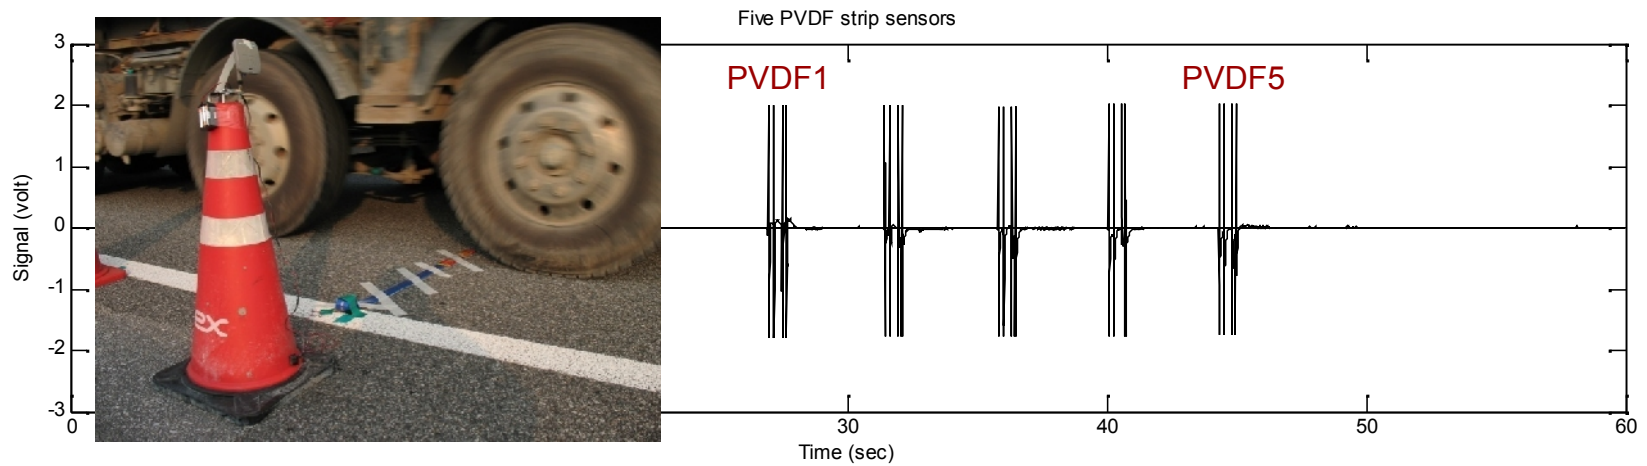 Five PVDF strip sensors
3
2
1
0
-1
-2
-3
Signal (volt)
PVDF1
PVDF5
ex
0
30
40
50
60
Time (sec)